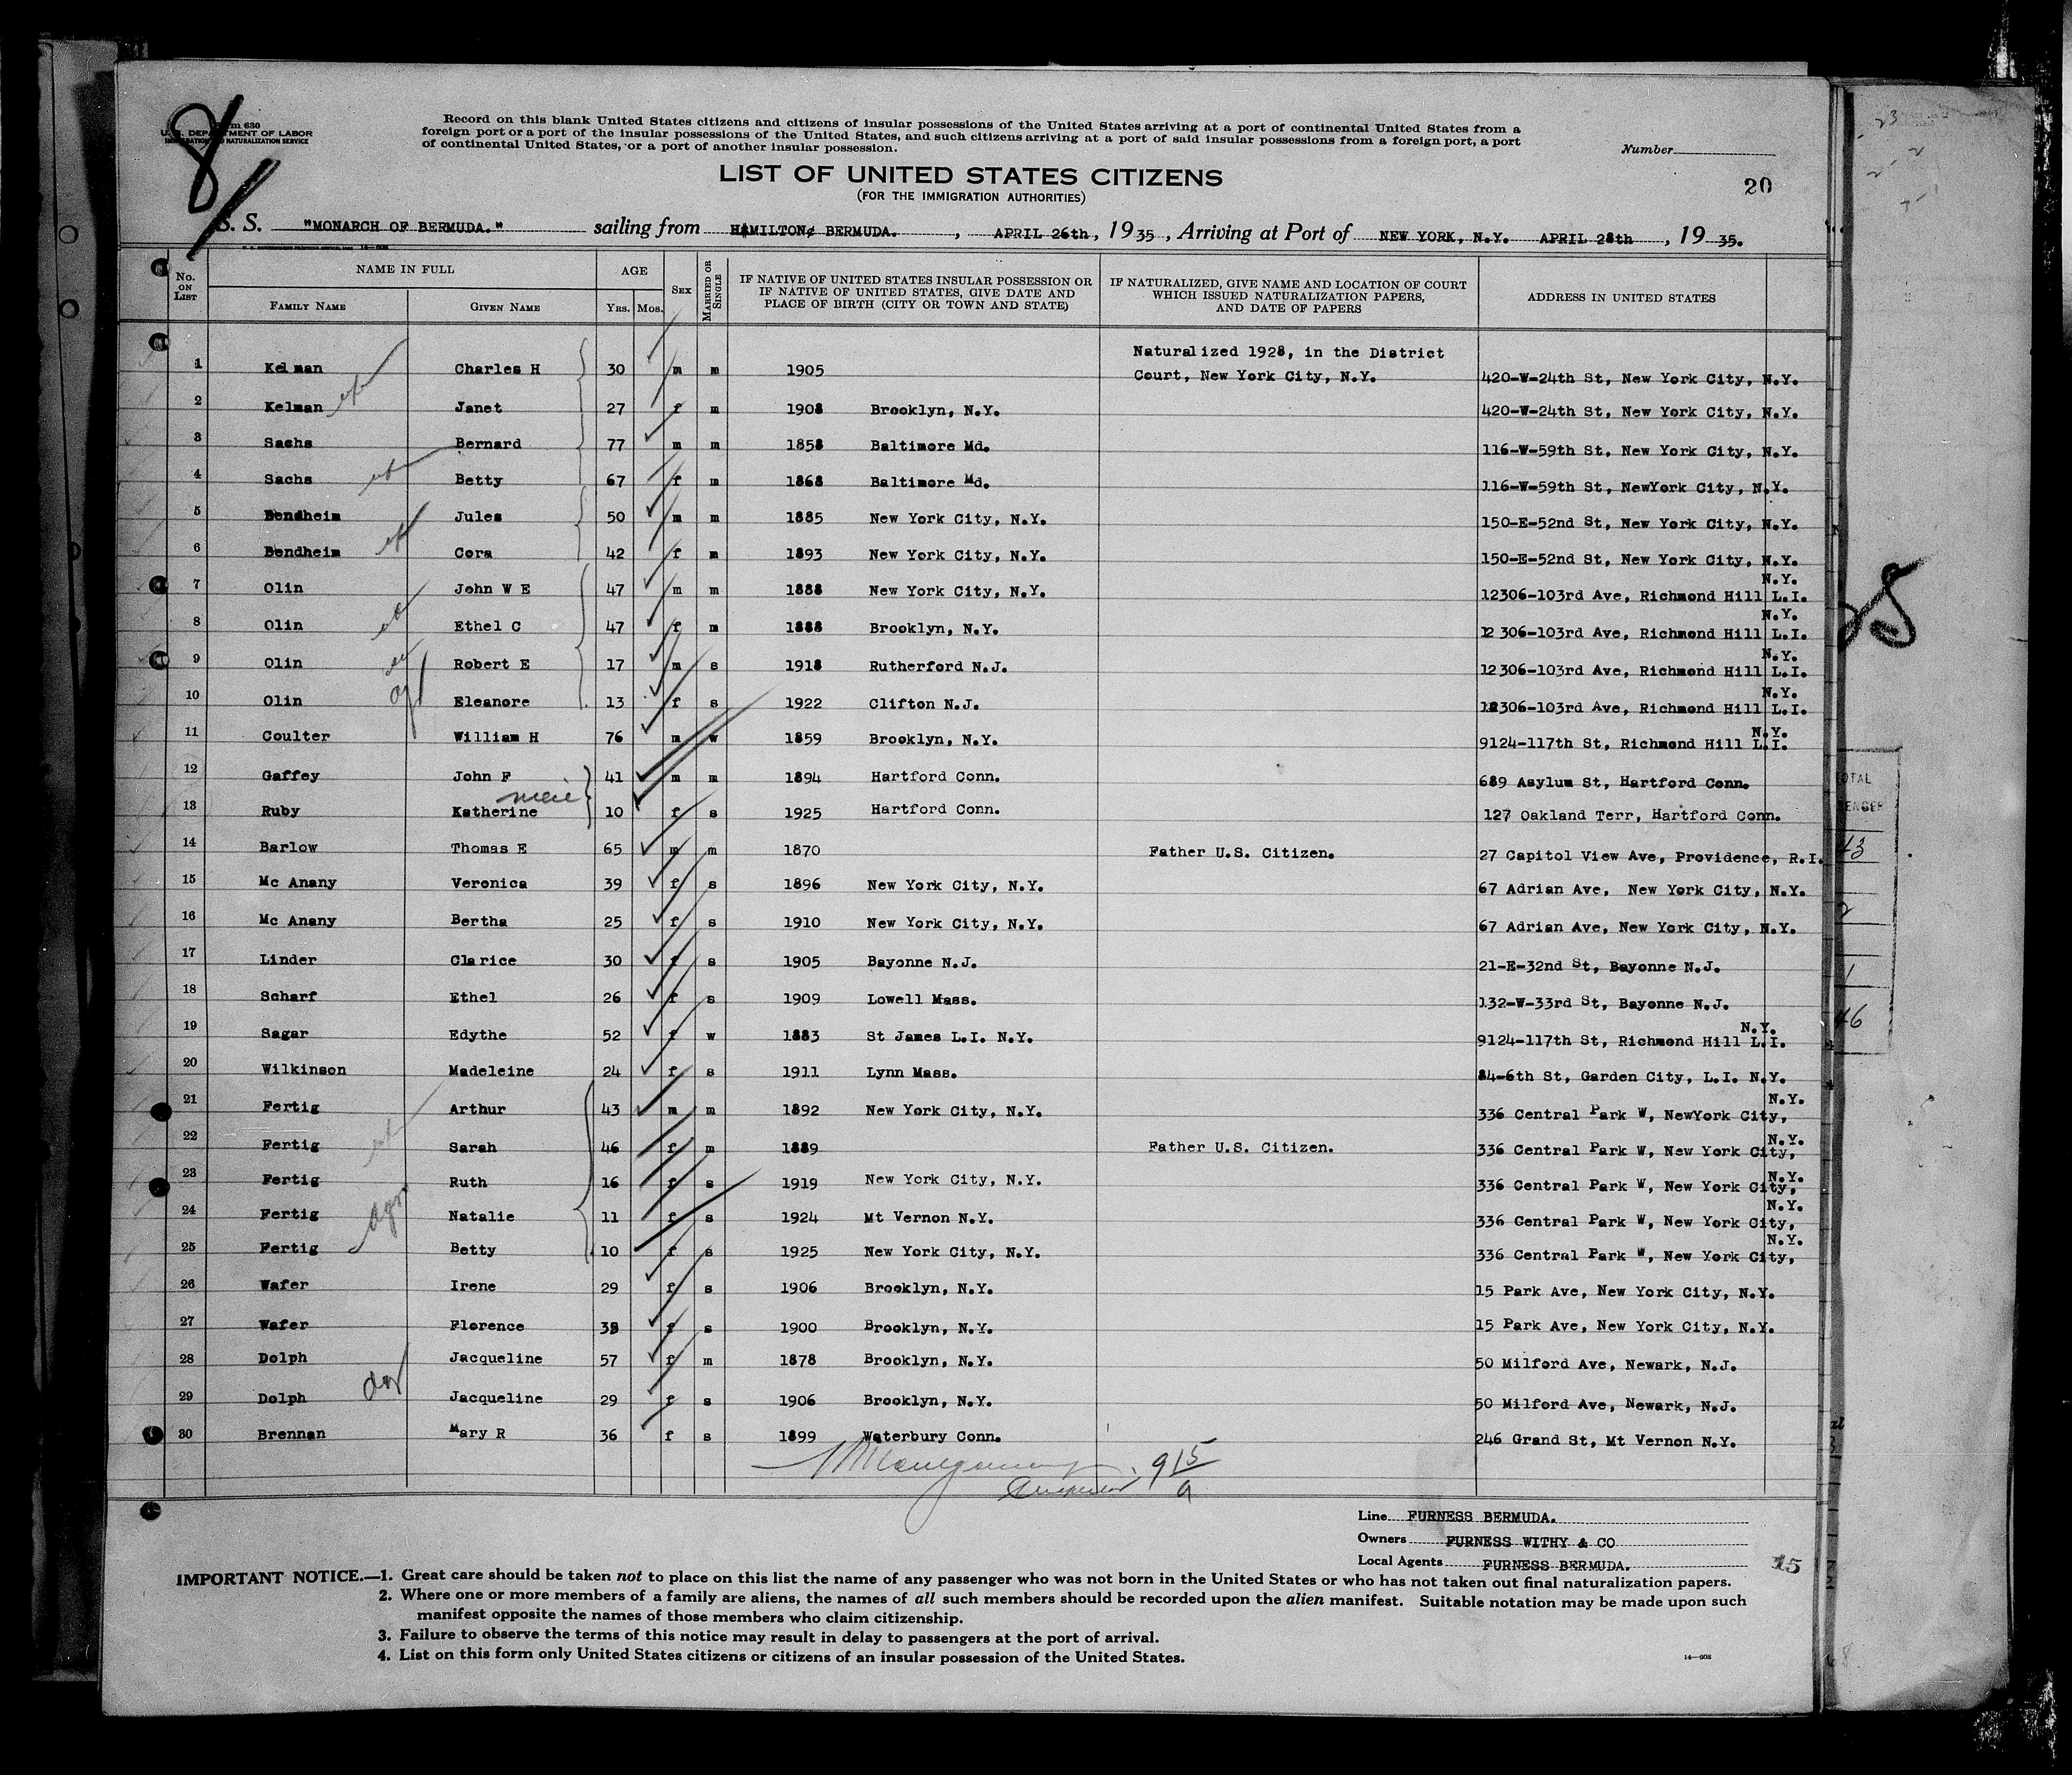 Form 630
U. S. DEPARTMENT OF LABOR
IMMIGRATION AND NATURALIZATION SERVICE
8
Record on this blank United States citizens and citizens of insular possessions of the United States arriving at a port of continental United States from a
foreign port or a port of the insular possessions of the United States, and such citizens arriving at a port of said insular possessions from a foreign port, a port
of continental United States, or a port of another insular possession.
Number
LIST OF UNITED STATES CITIZENS
(FOR THE IMMIGRATION AUTHORITIES)
20
S. S. "MONARCH OF BERMUDA." sailing from HAMILTON, BERMUDA. , APRIL 26th , 1935 , Arriving at Port of NEW YORK, N.Y. APRIL 28th , 19 35.
No. ON LIST NAME IN FULL AGE SEX MARRIED OR SINGLE IF NATIVE OF UNITED STATES INSULAR POSSESSION OR IF NATIVE OF UNITED STATES, GIVE DATE AND PLACE OF BIRTH (CITY OR TOWN AND STATE) IF NATURALIZED, GIVE NAME AND LOCATION OF COURT WHICH ISSUED NATURALIZATION PAPERS, AND DATE OF PAPERS ADDRESS IN UNITED STATES
FAMILY NAME GIVEN NAME YRS. MOS.
1 Kelman Charles H 30 m m 1905 Naturalized 1928, in the District Court, New York City, N.Y. 420-W-24th St, New York City, N.Y.
2 Kelman Janet 27 f m 1908 Brooklyn, N.Y. 420-W-24th St, New York City, N.Y.
3 Sachs Bernard 77 m m 1858 Baltimore Md. 116-W-59th St, New York City, N.Y.
4 Sachs Betty 67 f m 1868 Baltimore Md. 116-W-59th St, NewYork City, N.Y.
5 Bendheim Jules 50 m m 1885 New York City, N.Y. 150-E-52nd St, New York City, N.Y.
6 Bendheim Cora 42 f m 1893 New York City, N.Y. 150-E-52nd St, New York City, N.Y.
7 Olin John W E 47 m m 1888 New York City, N.Y. 12306-103rd Ave, Richmond Hill L.I. N.Y.
8 Olin Ethel C 47 f m 1888 Brooklyn, N.Y. 12306-103rd Ave, Richmond Hill L.I. N.Y.
9 Olin Robert E 17 m s 1918 Rutherford N.J. 12306-103rd Ave, Richmond Hill L.I. N.Y.
10 Olin Eleanore 13 f s 1922 Clifton N.J. 12306-103rd Ave, Richmond Hill L.I. N.Y.
11 Coulter William H 76 m w 1859 Brooklyn, N.Y. 9124-117th St, Richmond Hill L.I. N.Y.
12 Gaffey John F 41 m m 1894 Hartford Conn. 689 Asylum St, Hartford Conn.
niece
13 Ruby Katherine 10 f s 1925 Hartford Conn. 127 Oakland Terr, Hartford Conn.
14 Barlow Thomas E 65 m m 1870 Father U.S. Citizen. 27 Capitol View Ave, Providence, R.I.
15 Mc Anany Veronica 39 f s 1896 New York City, N.Y. 67 Adrian Ave, New York City, N.Y.
16 Mc Anany Bertha 25 f s 1910 New York City, N.Y. 67 Adrian Ave, New York City, N.Y.
17 Linder Clarice 30 f s 1905 Bayonne N.J. 21-E-32nd St, Bayonne N.J.
18 Scharf Ethel 26 f s 1909 Lowell Mass. 132-W-33rd St, Bayonne N.J.
19 Sagar Edythe 52 f w 1883 St James L.I. N.Y. 9124-117th St, Richmond Hill L.I. N.Y.
20 Wilkinson Madeleine 24 f s 1911 Lynn Mass. 84-6th St, Garden City, L.I. N.Y.
21 Fertig Arthur 43 m m 1892 New York City, N.Y. 336 Central Park W, NewYork City, N.Y.
22 Fertig Sarah 46 f m 1889 Father U.S. Citizen. 336 Central Park W, New York City, N.Y.
23 Fertig Ruth 16 f s 1919 New York City, N.Y. 336 Central Park W, New York City, N.Y.
24 Fertig Natalie 11 f s 1924 Mt Vernon N.Y. 336 Central Park W, New York City, N.Y.
25 Fertig Betty 10 f s 1925 New York City, N.Y. 336 Central Park W, New York City, N.Y.
26 Wafer Irene 29 f s 1906 Brooklyn, N.Y. 15 Park Ave, New York City, N.Y.
27 Wafer Florence 35 f s 1900 Brooklyn, N.Y. 15 Park Ave, New York City, N.Y.
28 Dolph Jacqueline 57 f m 1878 Brooklyn, N.Y. 50 Milford Ave, Newark, N.J.
29 Dolph Jacqueline 29 f s 1906 Brooklyn, N.Y. 50 Milford Ave, Newark, N.J.
30 Brennan Mary R 36 f s 1899 Waterbury Conn. 246 Grand St, Mt Vernon N.Y.
Montgomery
Inspector 915
Line FURNESS BERMUDA.
Owners FURNESS WITHY & CO
Local Agents FURNESS BERMUDA.
15
IMPORTANT NOTICE.—1. Great care should be taken not to place on this list the name of any passenger who was not born in the United States or who has not taken out final naturalization papers.
2. Where one or more members of a family are aliens, the names of all such members should be recorded upon the alien manifest. Suitable notation may be made upon such
manifest opposite the names of those members who claim citizenship.
3. Failure to observe the terms of this notice may result in delay to passengers at the port of arrival.
4. List on this form only United States citizens or citizens of an insular possession of the United States.